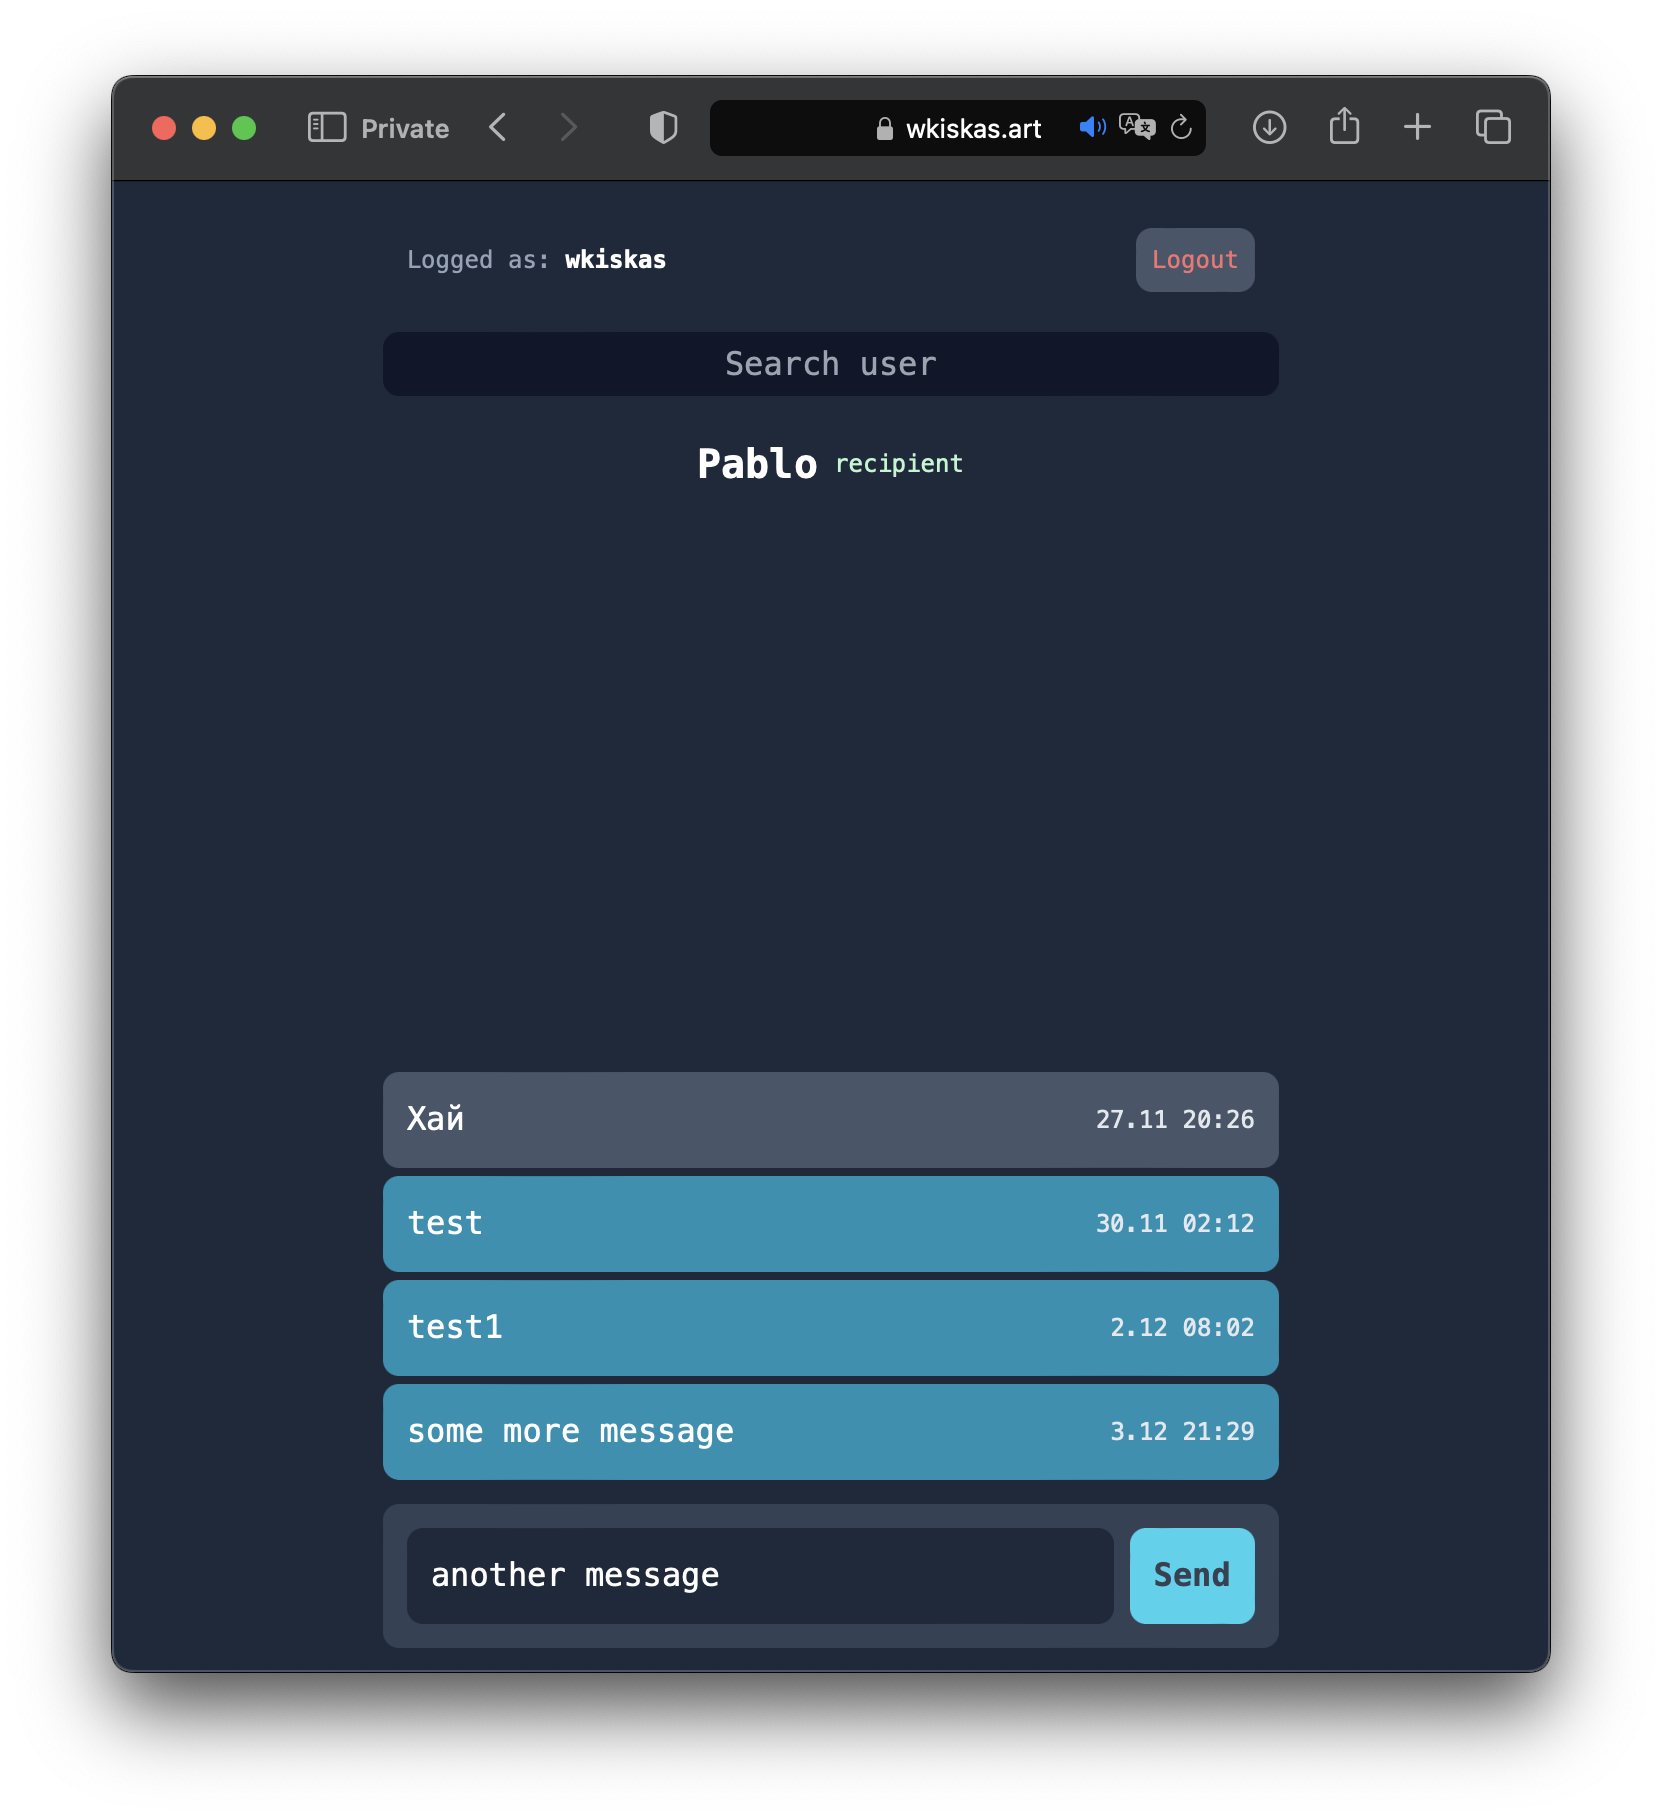 Private
wkiskas.art
Logged as: wkiskas
Logout
Search user
Pablo recipient
Хай 27.11 20:26
test 30.11 02:12
test1 2.12 08:02
some more message 3.12 21:29
another message
Send